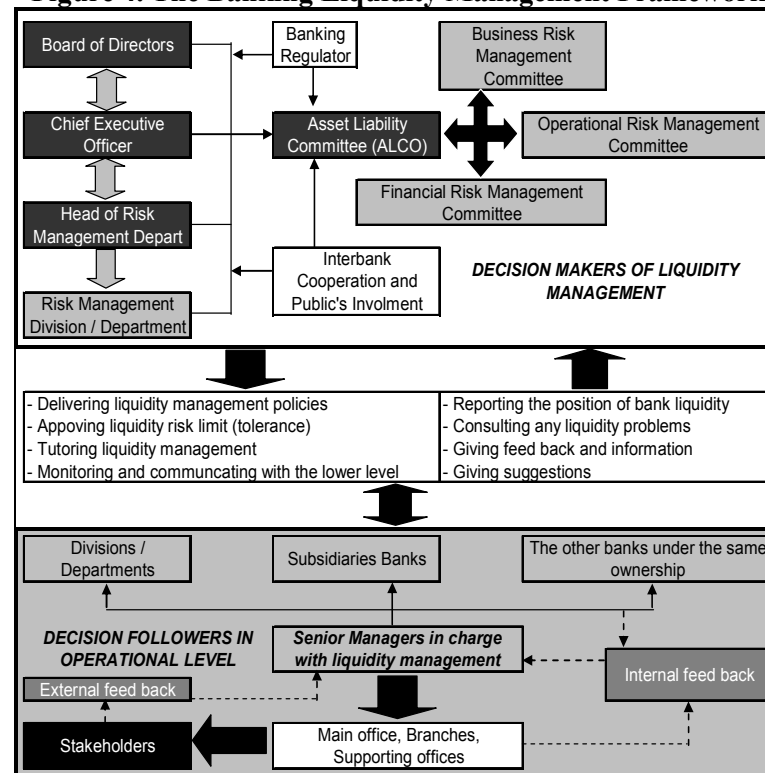 Figure 4. The Banking Liquidity Management Framework
Board of Directors
Banking
Regulator
Business Risk
Management
Committee
Chief Executive
Officer
Asset Liability
Committee (ALCO)
Operational Risk Management
Committee
Financial Risk Management
Committee
Head of Risk
Management Depart
Interbank
Cooperation and
Public's Involment
DECISION MAKERS OF LIQUIDITY
MANAGEMENT
Risk Management
Division / Department
- Delivering liquidity management policies
- Appoving liquidity risk limit (tolerance)
- Tutoring liquidity management
- Monitoring and communcating with the lower level
- Reporting the position of bank liquidity
- Consulting any liquidity problems
- Giving feed back and information
- Giving suggestions
Divisions /
Departments
Subsidiaries Banks
The other banks under the same
ownership
DECISION FOLLOWERS IN
OPERATIONAL LEVEL
Senior Managers in charge
with liquidity management
External feed back
Internal feed back
Stakeholders
Main office, Branches,
Supporting offices